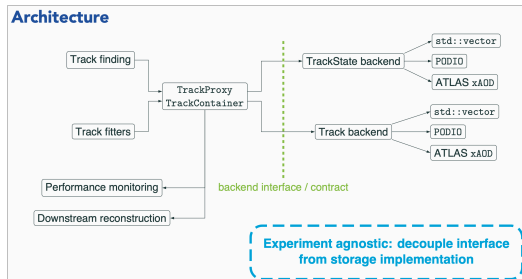 Architecture
Track finding
TrackProxy
TrackContainer
Track fitters
TrackState backend
std::vector
PODIO
ATLAS xAOD
Track backend
std::vector
PODIO
ATLAS xAOD
Performance monitoring
Downstream reconstruction
backend interface / contract
Experiment agnostic: decouple interface
from storage implementation